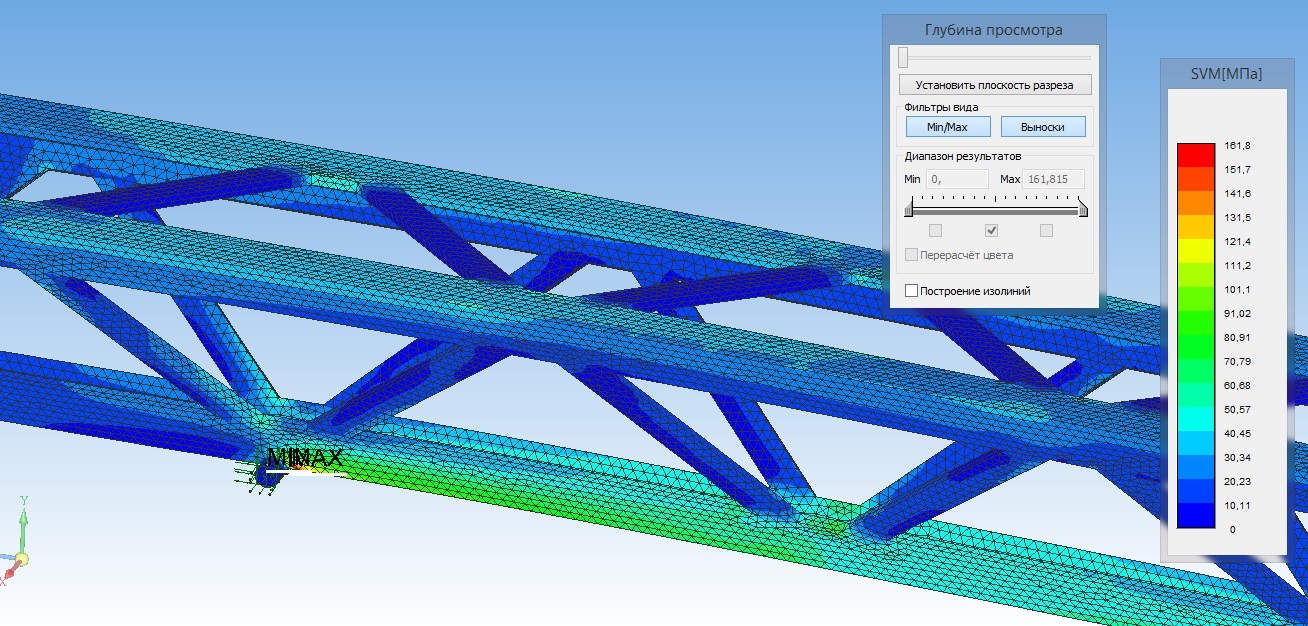 Глубина просмотра
Установить плоскость разреза
Фильтры вида
Min/Max
Выноски
Диапазон результатов
Min 0, Max 161,815
Перерасчёт цвета
Построение изолиний
SVM[МПа]
161,8
151,7
141,6
131,5
121,4
111,2
101,1
91,02
80,91
70,79
60,68
50,57
40,45
30,34
20,23
10,11
0
MIMAX
Y
X